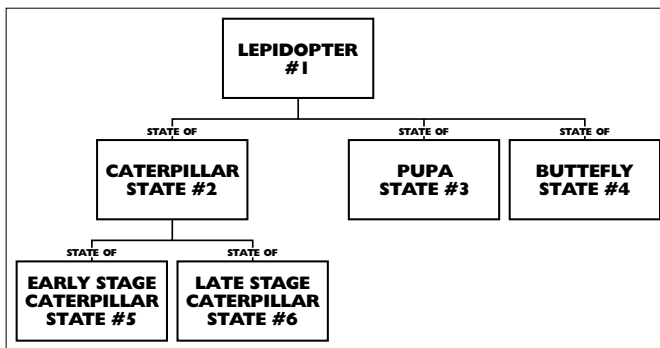 LEPIDOPTER
#1
STATE OF
STATE OF
STATE OF
CATERPILLAR
STATE #2
PUPA
STATE #3
BUTTEFLY
STATE #4
STATE OF
STATE OF
EARLY STAGE
CATERPILLAR
STATE #5
LATE STAGE
CATERPILLAR
STATE #6